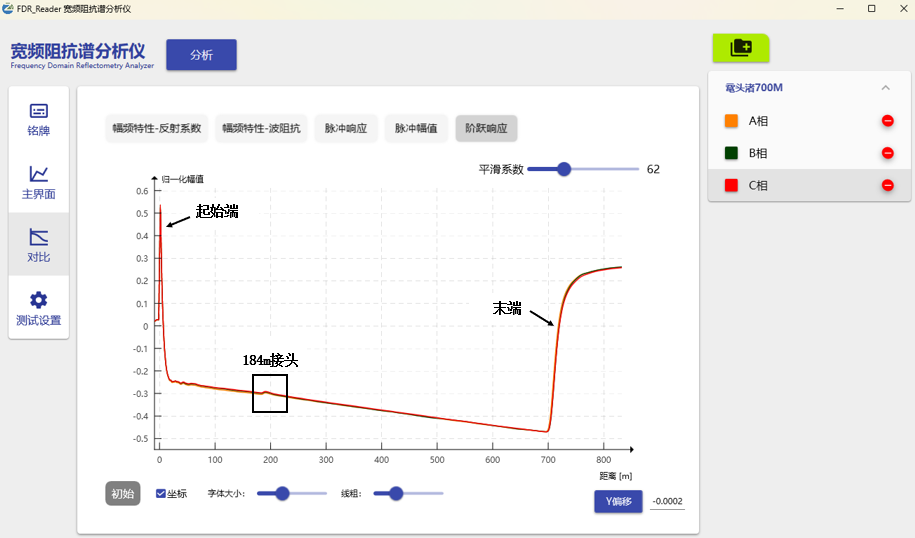 FDR_Reader 宽频阻抗谱分析仪
宽频阻抗谱分析仪
Frequency Domain Reflectometry Analyzer
分析
铭牌
主界面
对比
测试设置
幅频特性-反射系数
幅频特性-波阻抗
脉冲响应
脉冲幅值
阶跃响应
平滑系数
62
归一化幅值
0.6
0.5
0.4
0.3
0.2
0.1
0
-0.1
-0.2
-0.3
-0.4
-0.5
起始端
184m接头
末端
0
100
200
300
400
500
600
700
800
距离 [m]
初始
坐标
字体大小:
线粗:
Y偏移
-0.0002
鼋头渚700M
A相
B相
C相